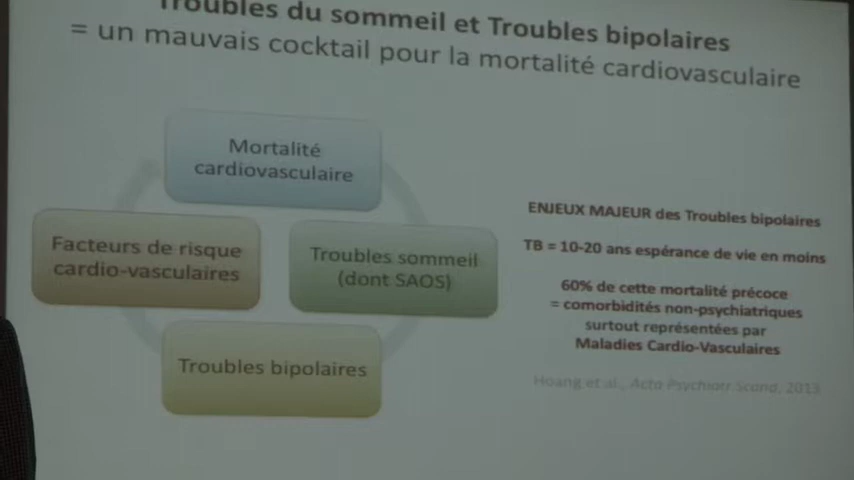 Troubles du sommeil et Troubles bipolaires
= un mauvais cocktail pour la mortalité cardiovasculaire
Mortalité
cardiovasculaire
Facteurs de risque
cardio-vasculaires
Troubles sommeil
(dont SAOS)
Troubles bipolaires
ENJEUX MAJEUR des Troubles bipolaires
TB = 10-20 ans espérance de vie en moins
60% de cette mortalité précoce
= comorbidités non-psychiatriques
surtout représentées par
Maladies Cardio-Vasculaires
Hoang et al., Acta Psychiatr Scand, 2013